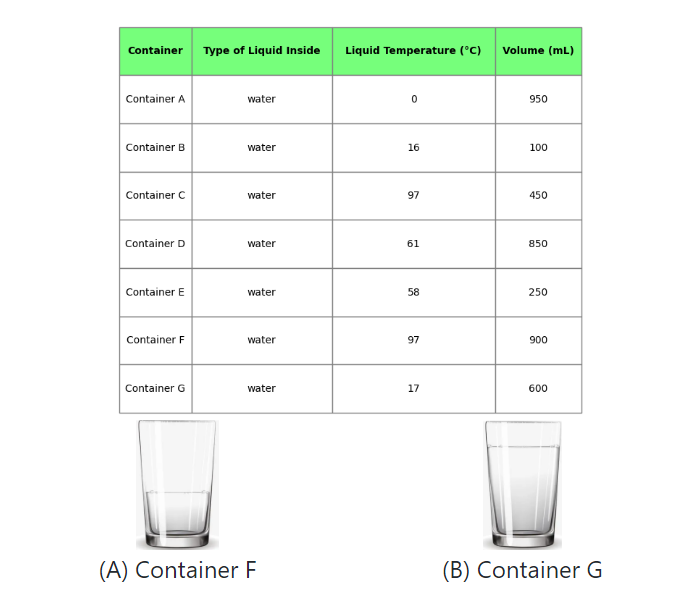 Container Type of Liquid Inside Liquid Temperature (°C) Volume (mL)
Container A water 0 950
Container B water 16 100
Container C water 97 450
Container D water 61 850
Container E water 58 250
Container F water 97 900
Container G water 17 600
(A) Container F (B) Container G